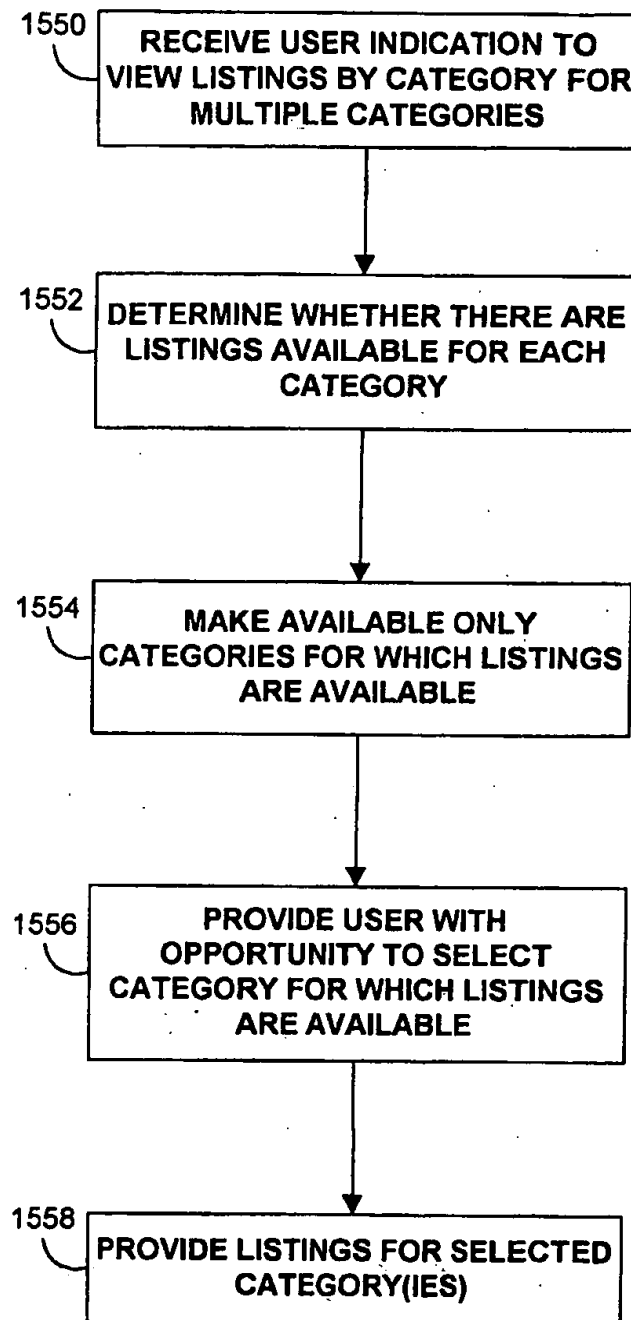 1550
RECEIVE USER INDICATION TO
VIEW LISTINGS BY CATEGORY FOR
MULTIPLE CATEGORIES
1552
DETERMINE WHETHER THERE ARE
LISTINGS AVAILABLE FOR EACH
CATEGORY
1554
MAKE AVAILABLE ONLY
CATEGORIES FOR WHICH LISTINGS
ARE AVAILABLE
1556
PROVIDE USER WITH
OPPORTUNITY TO SELECT
CATEGORY FOR WHICH LISTINGS
ARE AVAILABLE
1558
PROVIDE LISTINGS FOR SELECTED
CATEGORY(IES)